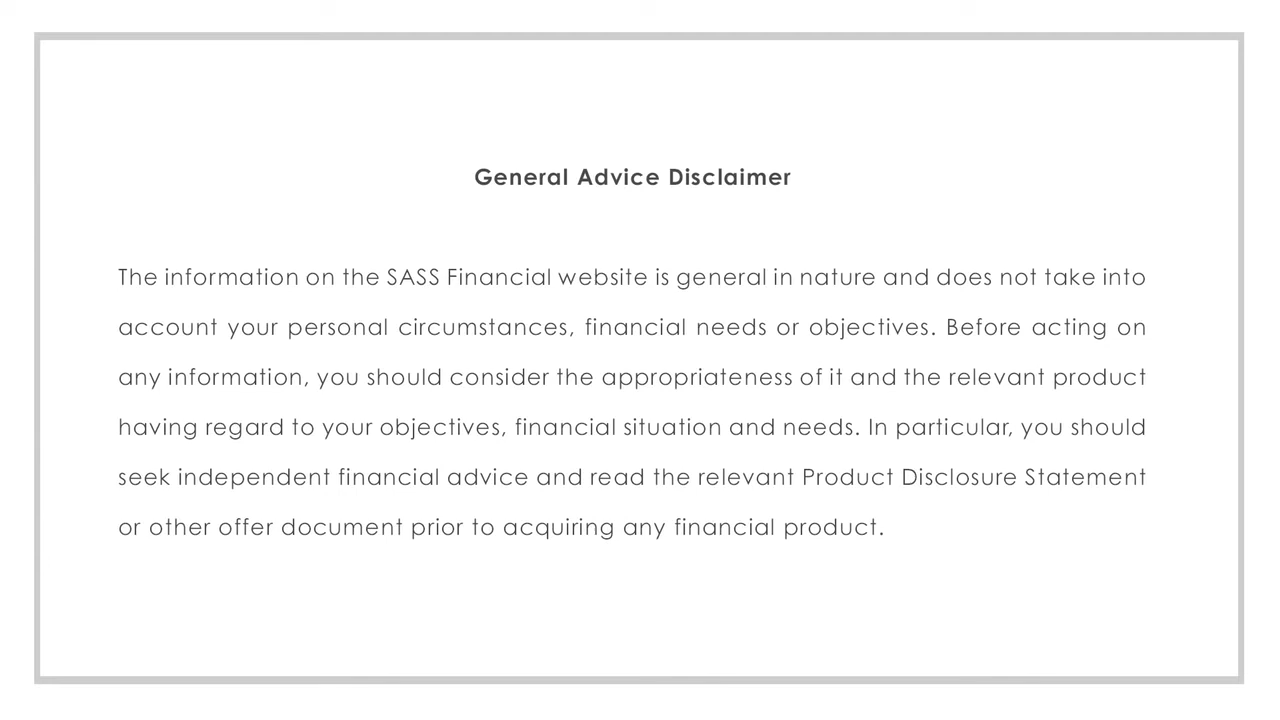 General Advice Disclaimer
The information on the SASS Financial website is general in nature and does not take into
account your personal circumstances, financial needs or objectives. Before acting on
any information, you should consider the appropriateness of it and the relevant product
having regard to your objectives, financial situation and needs. In particular, you should
seek independent financial advice and read the relevant Product Disclosure Statement
or other offer document prior to acquiring any financial product.